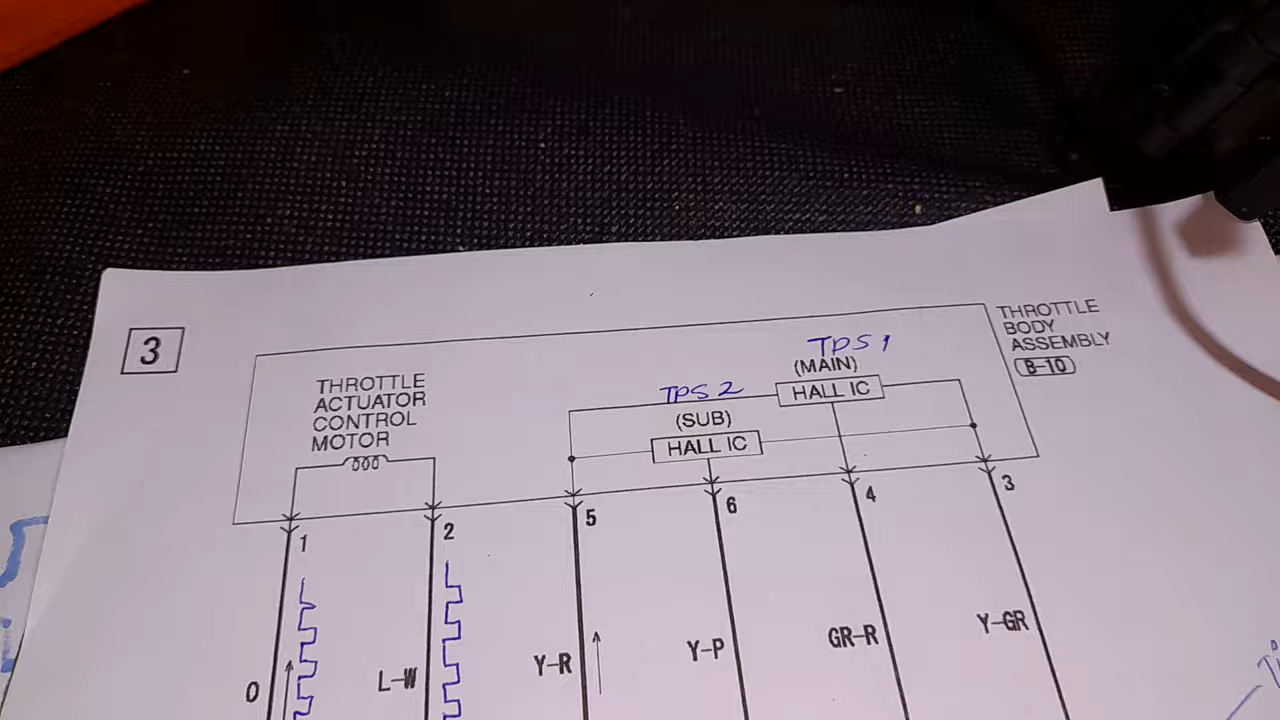 3
THROTTLE
BODY
ASSEMBLY
B-10
TPS 1
(MAIN)
HALL IC
TPS 2
(SUB)
HALL IC
THROTTLE
ACTUATOR
CONTROL
MOTOR
1
2
5
6
4
3
O
L-W
Y-R
Y-P
GR-R
Y-GR